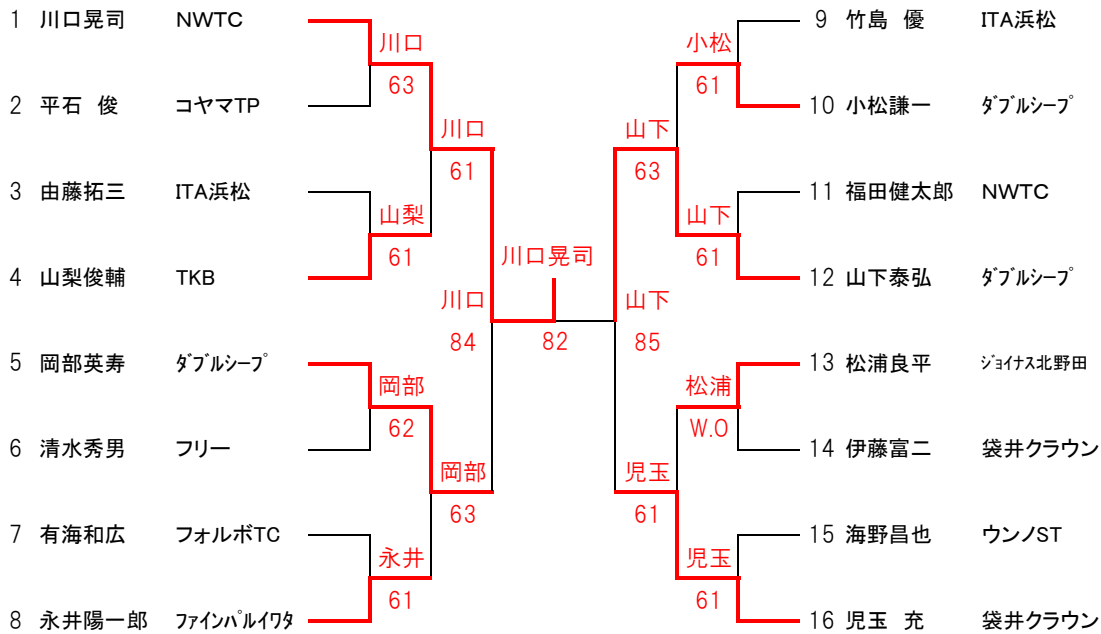 1 川口晃司 NWTC
2 平石 俊 コヤマTP
3 由藤拓三 ITA浜松
4 山梨俊輔 TKB
5 岡部英寿 ﾀﾞﾌﾞﾙｼｰﾌﾟ
6 清水秀男 フリー
7 有海和広 フォルボTC
8 永井陽一郎 ﾌｧｲﾝﾊﾟﾙｲﾜﾀ
川口
63
山梨
61
岡部
62
永井
61
川口
61
岡部
63
川口
84
川口晃司
82
山下
85
山下
63
児玉
61
小松
61
山下
61
松浦
W.O
児玉
61
9 竹島 優 ITA浜松
10 小松謙一 ﾀﾞﾌﾞﾙｼｰﾌﾟ
11 福田健太郎 NWTC
12 山下泰弘 ﾀﾞﾌﾞﾙｼｰﾌﾟ
13 松浦良平 ｼﾞｮｲﾅｽ北野田
14 伊藤富二 袋井クラウン
15 海野昌也 ウンノST
16 児玉 充 袋井クラウン